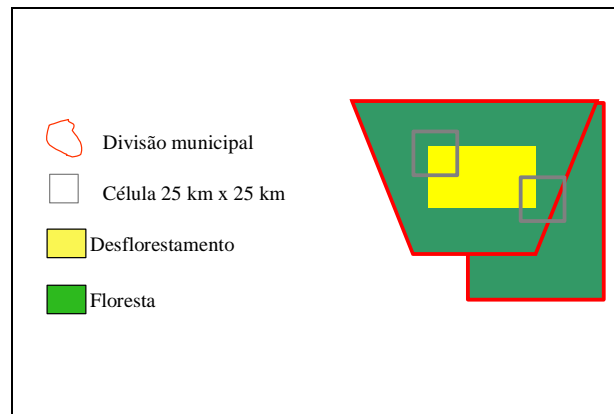 Divisão municipal
Célula 25 km x 25 km
Desflorestamento
Floresta